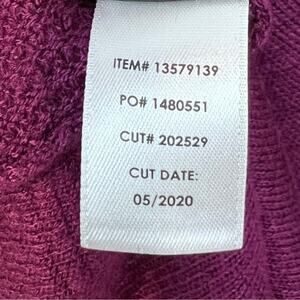 ITEM# 13579139
PO# 1480551
CUT# 202529
CUT DATE:
05/2020